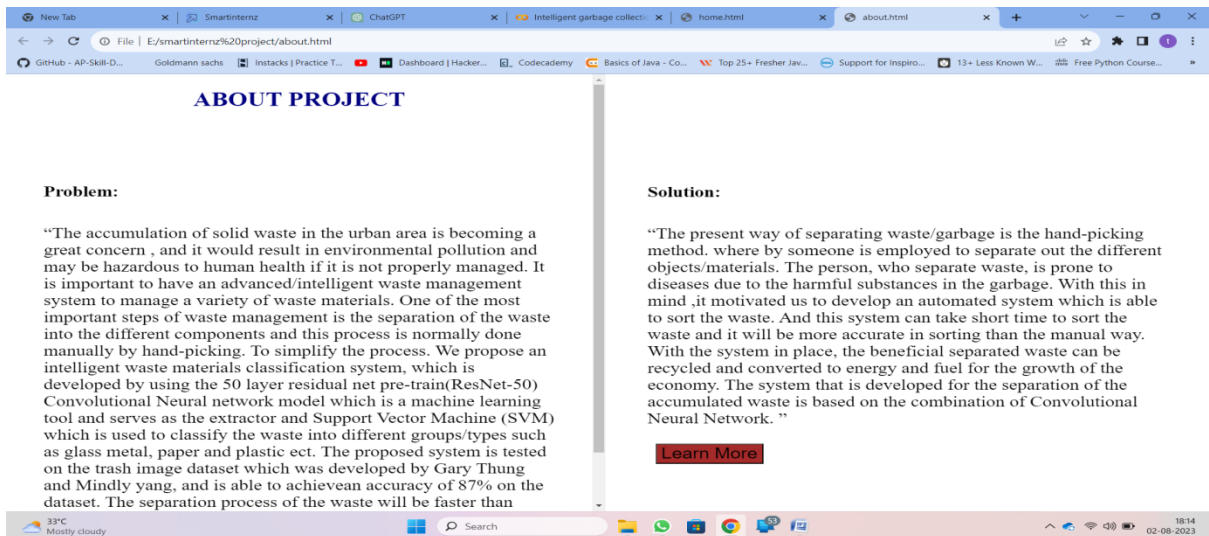 New Tab
Smartinternz
ChatGPT
Intelligent garbage collectic
home.html
about.html
File E:/smartinternz%20project/about.html
GitHub - AP-Skill-D...
Goldmann sachs
Instacks | Practice T...
Dashboard | Hacker...
Codecademy
Basics of Java - Co...
Top 25+ Fresher Jav...
Support for Inspiro...
13+ Less Known W...
Free Python Course...
ABOUT PROJECT
Problem:
“The accumulation of solid waste in the urban area is becoming a
great concern , and it would result in environmental pollution and
may be hazardous to human health if it is not properly managed. It
is important to have an advanced/intelligent waste management
system to manage a variety of waste materials. One of the most
important steps of waste management is the separation of the waste
into the different components and this process is normally done
manually by hand-picking. To simplify the process. We propose an
intelligent waste materials classification system, which is
developed by using the 50 layer residual net pre-train(ResNet-50)
Convolutional Neural network model which is a machine learning
tool and serves as the extractor and Support Vector Machine (SVM)
which is used to classify the waste into different groups/types such
as glass metal, paper and plastic ect. The proposed system is tested
on the trash image dataset which was developed by Gary Thung
and Mindly yang, and is able to achievean accuracy of 87% on the
dataset. The separation process of the waste will be faster than
Solution:
“The present way of separating waste/garbage is the hand-picking
method. where by someone is employed to separate out the different
objects/materials. The person, who separate waste, is prone to
diseases due to the harmful substances in the garbage. With this in
mind ,it motivated us to develop an automated system which is able
to sort the waste. And this system can take short time to sort the
waste and it will be more accurate in sorting than the manual way.
With the system in place, the beneficial separated waste can be
recycled and converted to energy and fuel for the growth of the
economy. The system that is developed for the separation of the
accumulated waste is based on the combination of Convolutional
Neural Network. ”
Learn More
33°C
Mostly cloudy
Search
53
18:14
02-08-2023